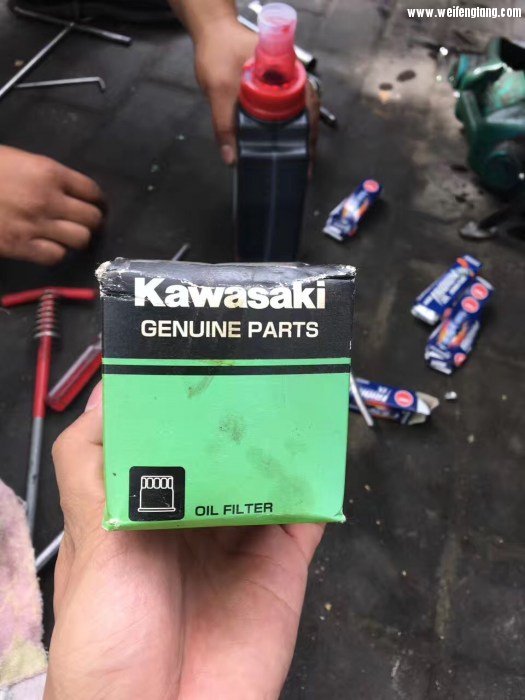 www.weifengtang.com
Kawasaki
GENUINE PARTS
OIL FILTER